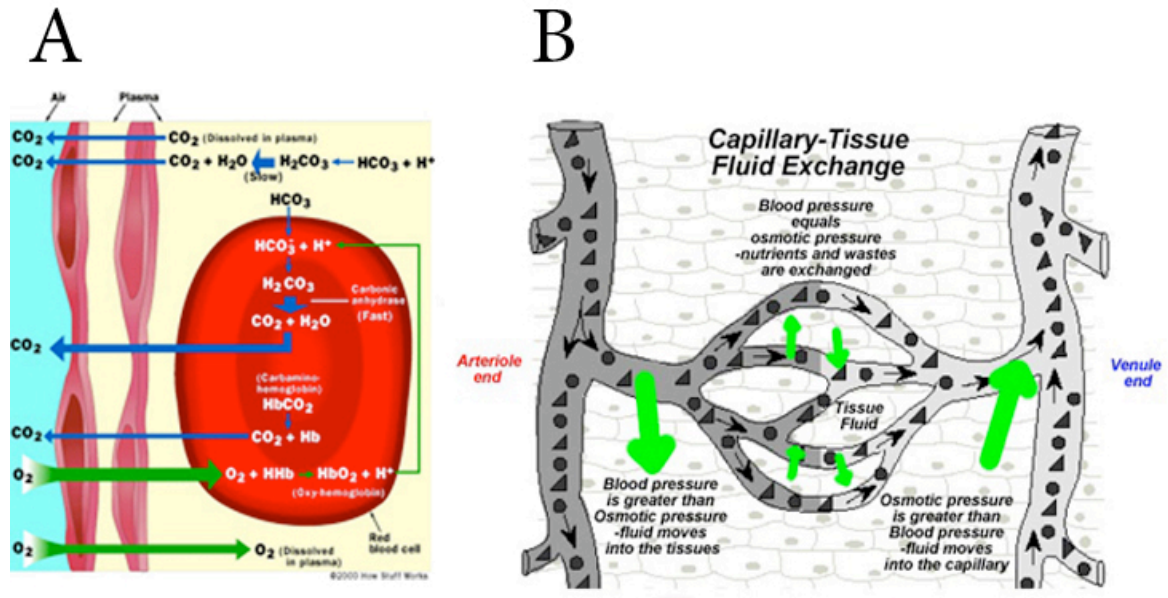 A
B
Air
Plasma
CO2
CO2 (Dissolved in plasma)
CO2
CO2 + H2O
H2CO3
HCO3 + H+
(Slow)
HCO3
HCO3- + H+
H2CO3
Carbonic
anhydrase
(Fast)
CO2 + H2O
CO2
(Carbamino-
hemoglobin)
HbCO2
CO2
CO2 + Hb
O2
O2 + HHb
HbO2 + H+
(Oxy-hemoglobin)
O2
O2 (Dissolved
in plasma)
Red
blood cell
©2000 How Stuff Works
Capillary-Tissue
Fluid Exchange
Blood pressure
equals
osmotic pressure
-nutrients and wastes
are exchanged
Arteriole
end
Venule
end
Tissue
Fluid
Blood pressure
is greater than
Osmotic pressure
-fluid moves
into the tissues
Osmotic pressure
is greater than
Blood pressure
-fluid moves
into the capillary